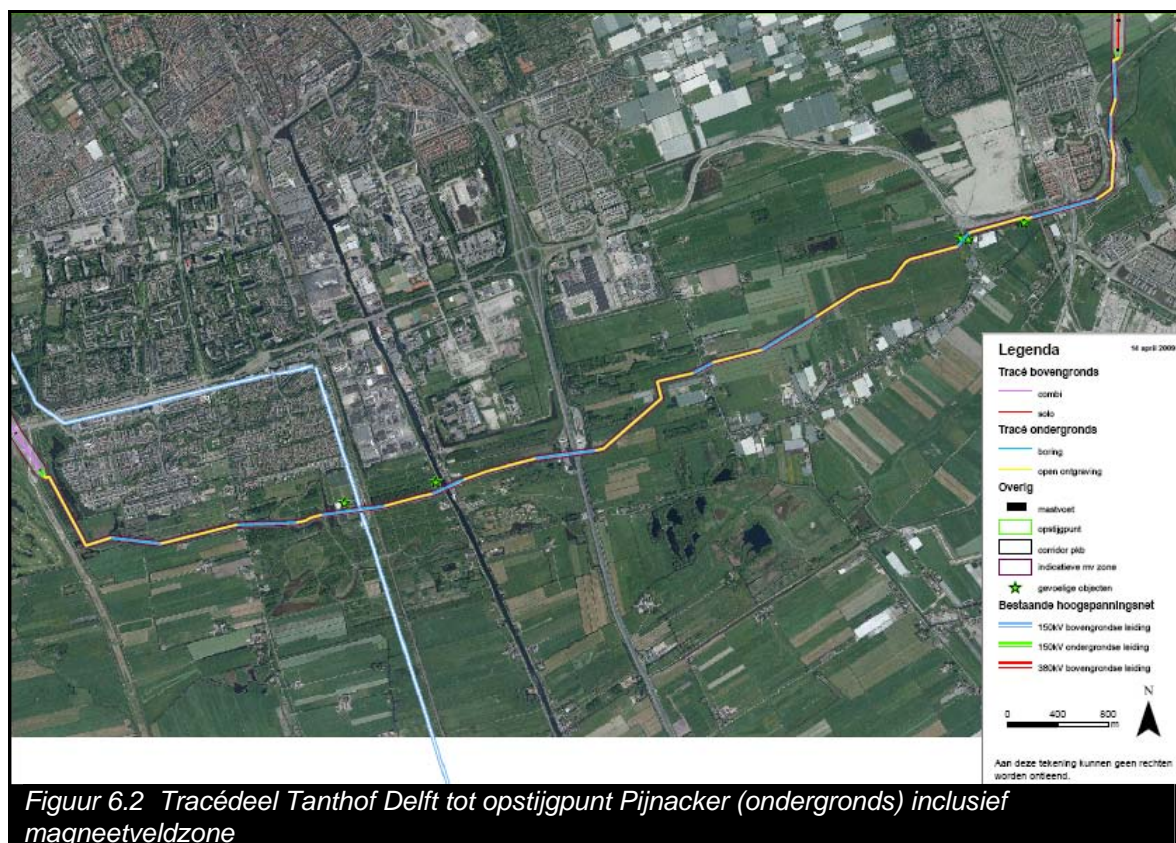 Legenda 14 april 2009
Tracé bovengronds
combi
solo
Tracé ondergronds
boring
open ontgraving
Overig
mastvoet
opstijgpunt
corridor pkb
indicatieve mv zone
gevoelige objecten
Bestaande hoogspanningsnet
150kV bovengrondse leiding
150kV ondergrondse leiding
380kV bovengrondse leiding
N
0 400 800
m
Aan deze tekening kunnen geen rechten
worden ontleend.
Figuur 6.2 Tracédeel Tanthof Delft tot opstijgpunt Pijnacker (ondergronds) inclusief
magneetveldzone